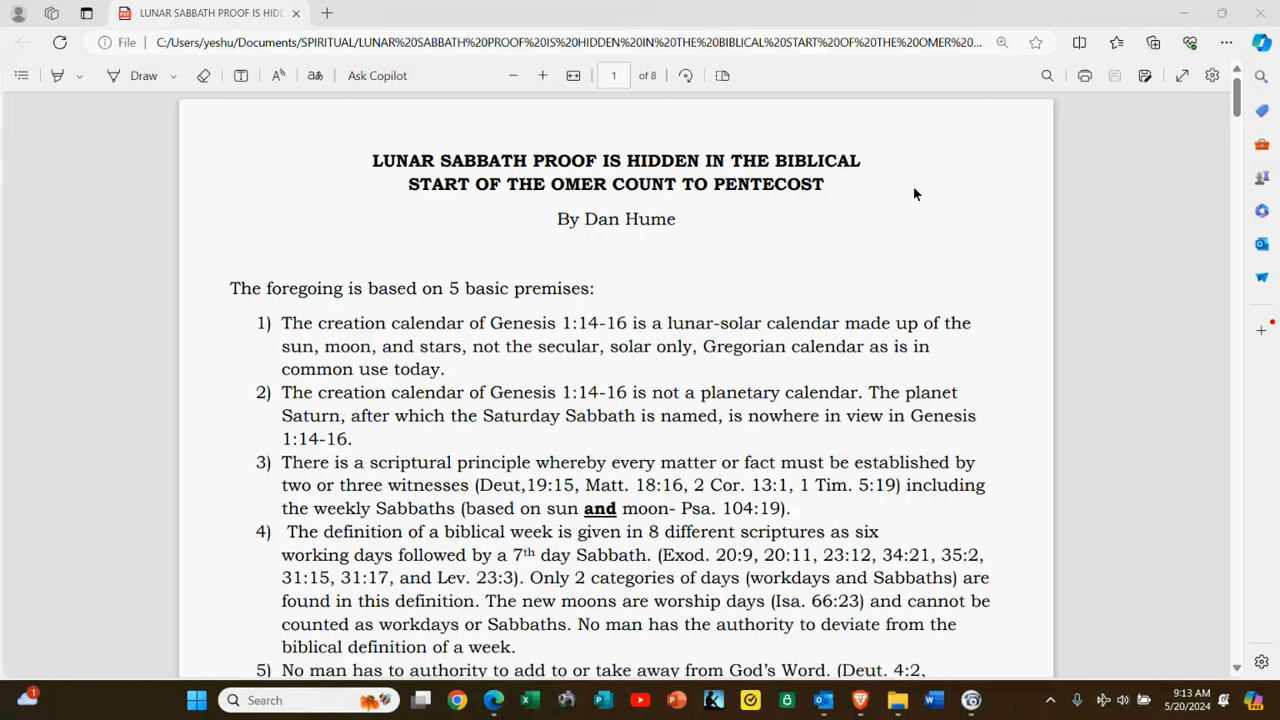 LUNAR SABBATH PROOF IS HIDD
File
C:/Users/yeshu/Documents/SPIRITUAL/LUNAR%20SABBATH%20PROOF%20IS%20HIDDEN%20IN%20THE%20BIBLICAL%20START%20OF%20THE%20OMER%20...
Draw
aあ
Ask Copilot
1 of 8
LUNAR SABBATH PROOF IS HIDDEN IN THE BIBLICAL
START OF THE OMER COUNT TO PENTECOST
By Dan Hume
The foregoing is based on 5 basic premises:
1) The creation calendar of Genesis 1:14-16 is a lunar-solar calendar made up of the
sun, moon, and stars, not the secular, solar only, Gregorian calendar as is in
common use today.
2) The creation calendar of Genesis 1:14-16 is not a planetary calendar. The planet
Saturn, after which the Saturday Sabbath is named, is nowhere in view in Genesis
1:14-16.
3) There is a scriptural principle whereby every matter or fact must be established by
two or three witnesses (Deut,19:15, Matt. 18:16, 2 Cor. 13:1, 1 Tim. 5:19) including
the weekly Sabbaths (based on sun and moon- Psa. 104:19).
4) The definition of a biblical week is given in 8 different scriptures as six
working days followed by a 7th day Sabbath. (Exod. 20:9, 20:11, 23:12, 34:21, 35:2,
31:15, 31:17, and Lev. 23:3). Only 2 categories of days (workdays and Sabbaths) are
found in this definition. The new moons are worship days (Isa. 66:23) and cannot be
counted as workdays or Sabbaths. No man has the authority to deviate from the
biblical definition of a week.
5) No man has to authority to add to or take away from God's Word. (Deut. 4:2,
1
Search
9:13 AM
5/20/2024